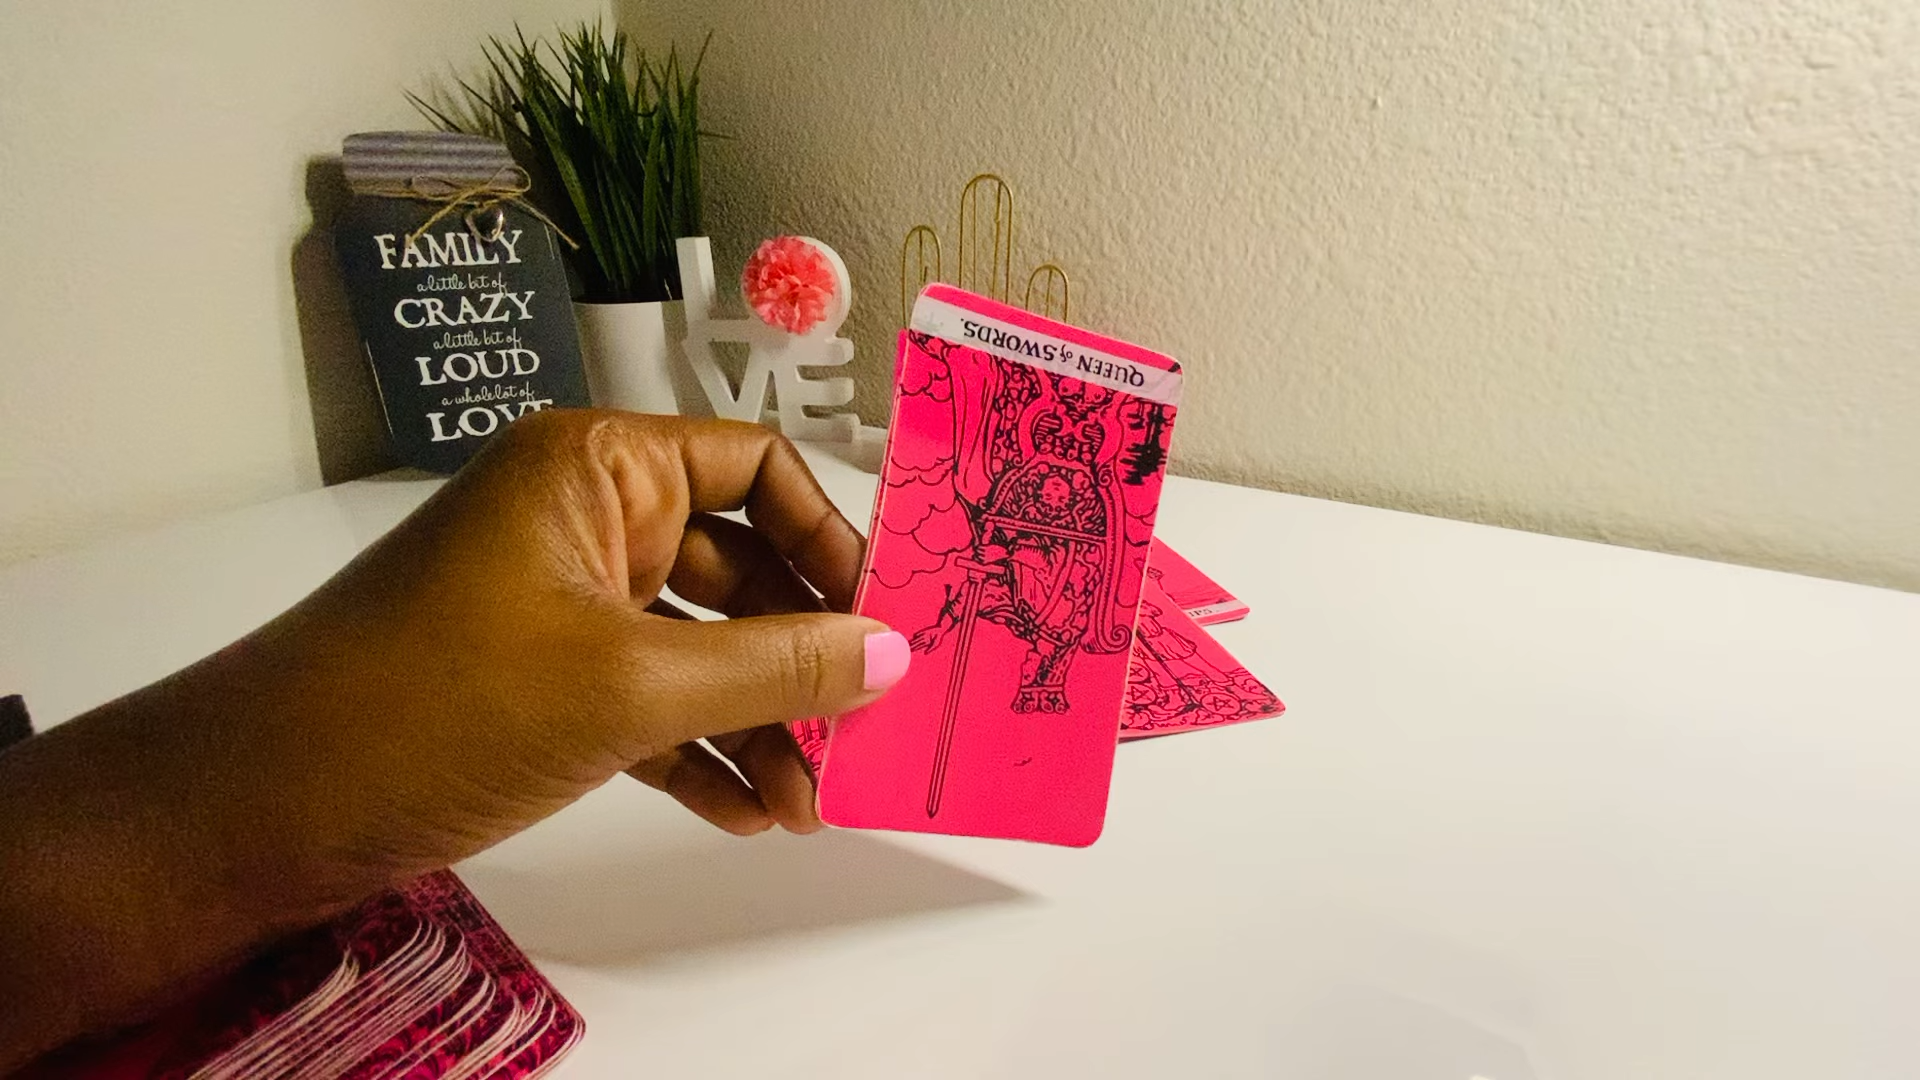 FAMILY
a little bit of
CRAZY
a little bit of
LOUD
a whole lot of
LOVE
LOVE
QUEEN of SWORDS.